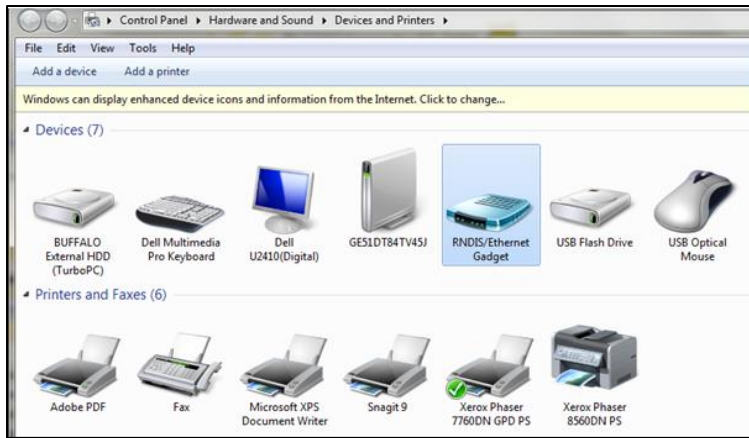 Control Panel ▸ Hardware and Sound ▸ Devices and Printers ▸
File Edit View Tools Help
Add a device Add a printer
Windows can display enhanced device icons and information from the Internet. Click to change...
Devices (7)
BUFFALO External HDD (TurboPC)
Dell Multimedia Pro Keyboard
Dell U2410(Digital)
GE51DT84TV45J
RNDIS/Ethernet Gadget
USB Flash Drive
USB Optical Mouse
Printers and Faxes (6)
Adobe PDF
Fax
Microsoft XPS Document Writer
Snagit 9
Xerox Phaser 7760DN GPD PS
Xerox Phaser 8560DN PS